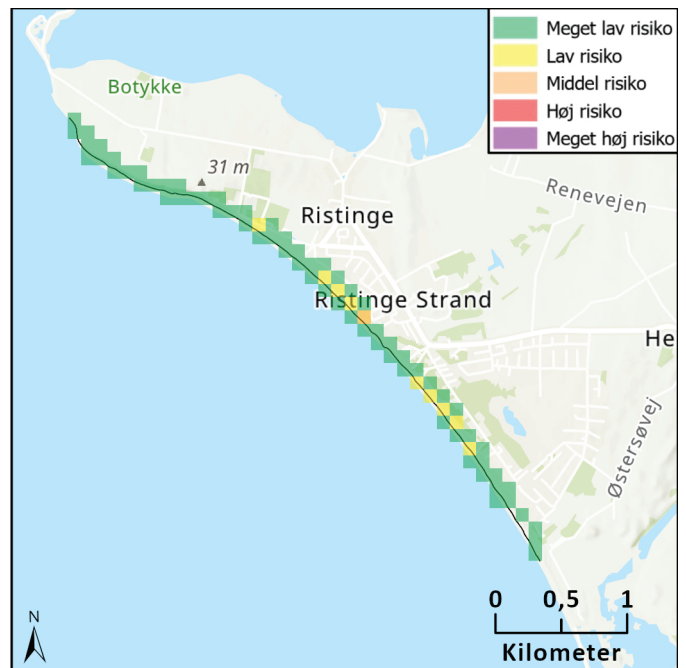 Meget lav risiko
Lav risiko
Middel risiko
Høj risiko
Meget høj risiko
Botykke
31 m
Renevejen
Ristinge
Ristinge Strand
He
Østersøvej
N
0 0,5 1
Kilometer